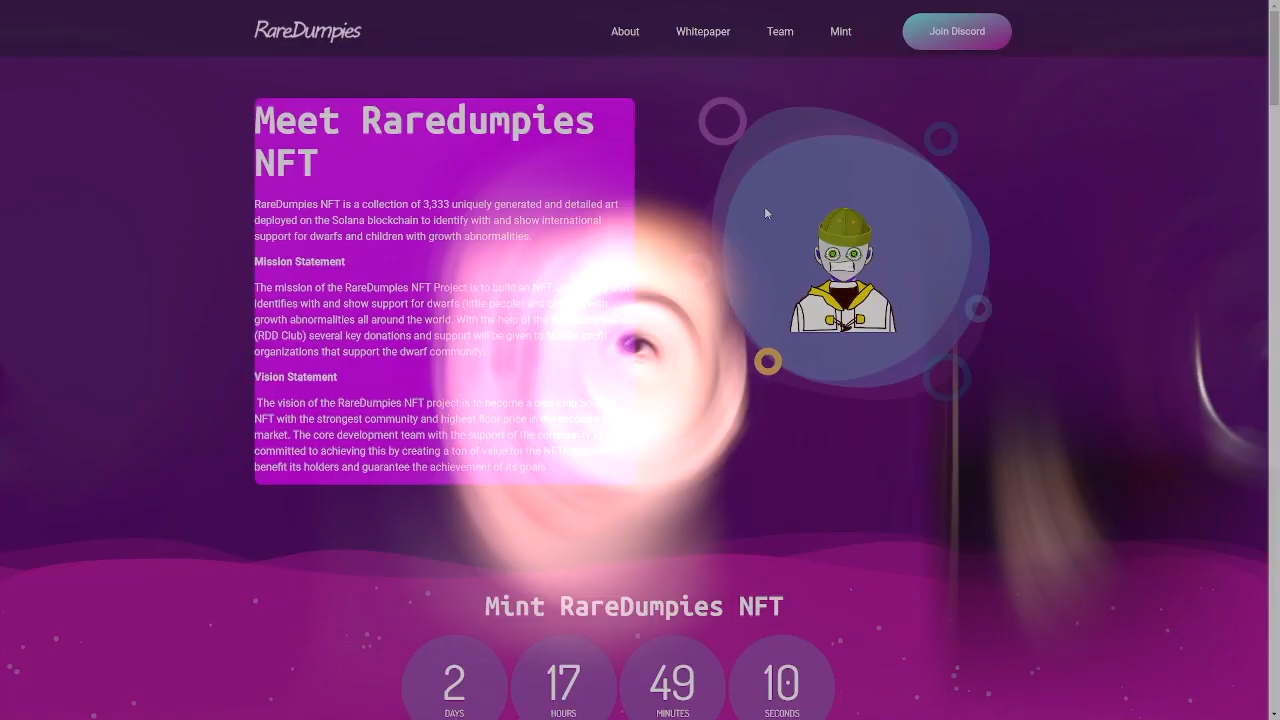 RareDumpies
About
Whitepaper
Team
Mint
Join Discord
Meet Raredumpies
NFT
RareDumpies NFT is a collection of 3,333 uniquely generated and detailed art
deployed on the Solana blockchain to identify with and show international
support for dwarfs and children with growth abnormalities.
Mission Statement
The mission of the RareDumpies NFT Project is to build an NFT that
identifies with and show support for dwarfs (little people) and with
growth abnormalities all around the world. With the help of the
(RDD Club) several key donations and support will be given to
organizations that support the dwarf community.
Vision Statement
The vision of the RareDumpies NFT project is to become a blue chip
NFT with the strongest community and highest floor price in the secondary
market. The core development team with the support of the community
committed to achieving this by creating a ton of value for the NFT
benefit its holders and guarantee the achievement of its goals.
Mint RareDumpies NFT
2
17
49
10
DAYS
HOURS
MINUTES
SECONDS